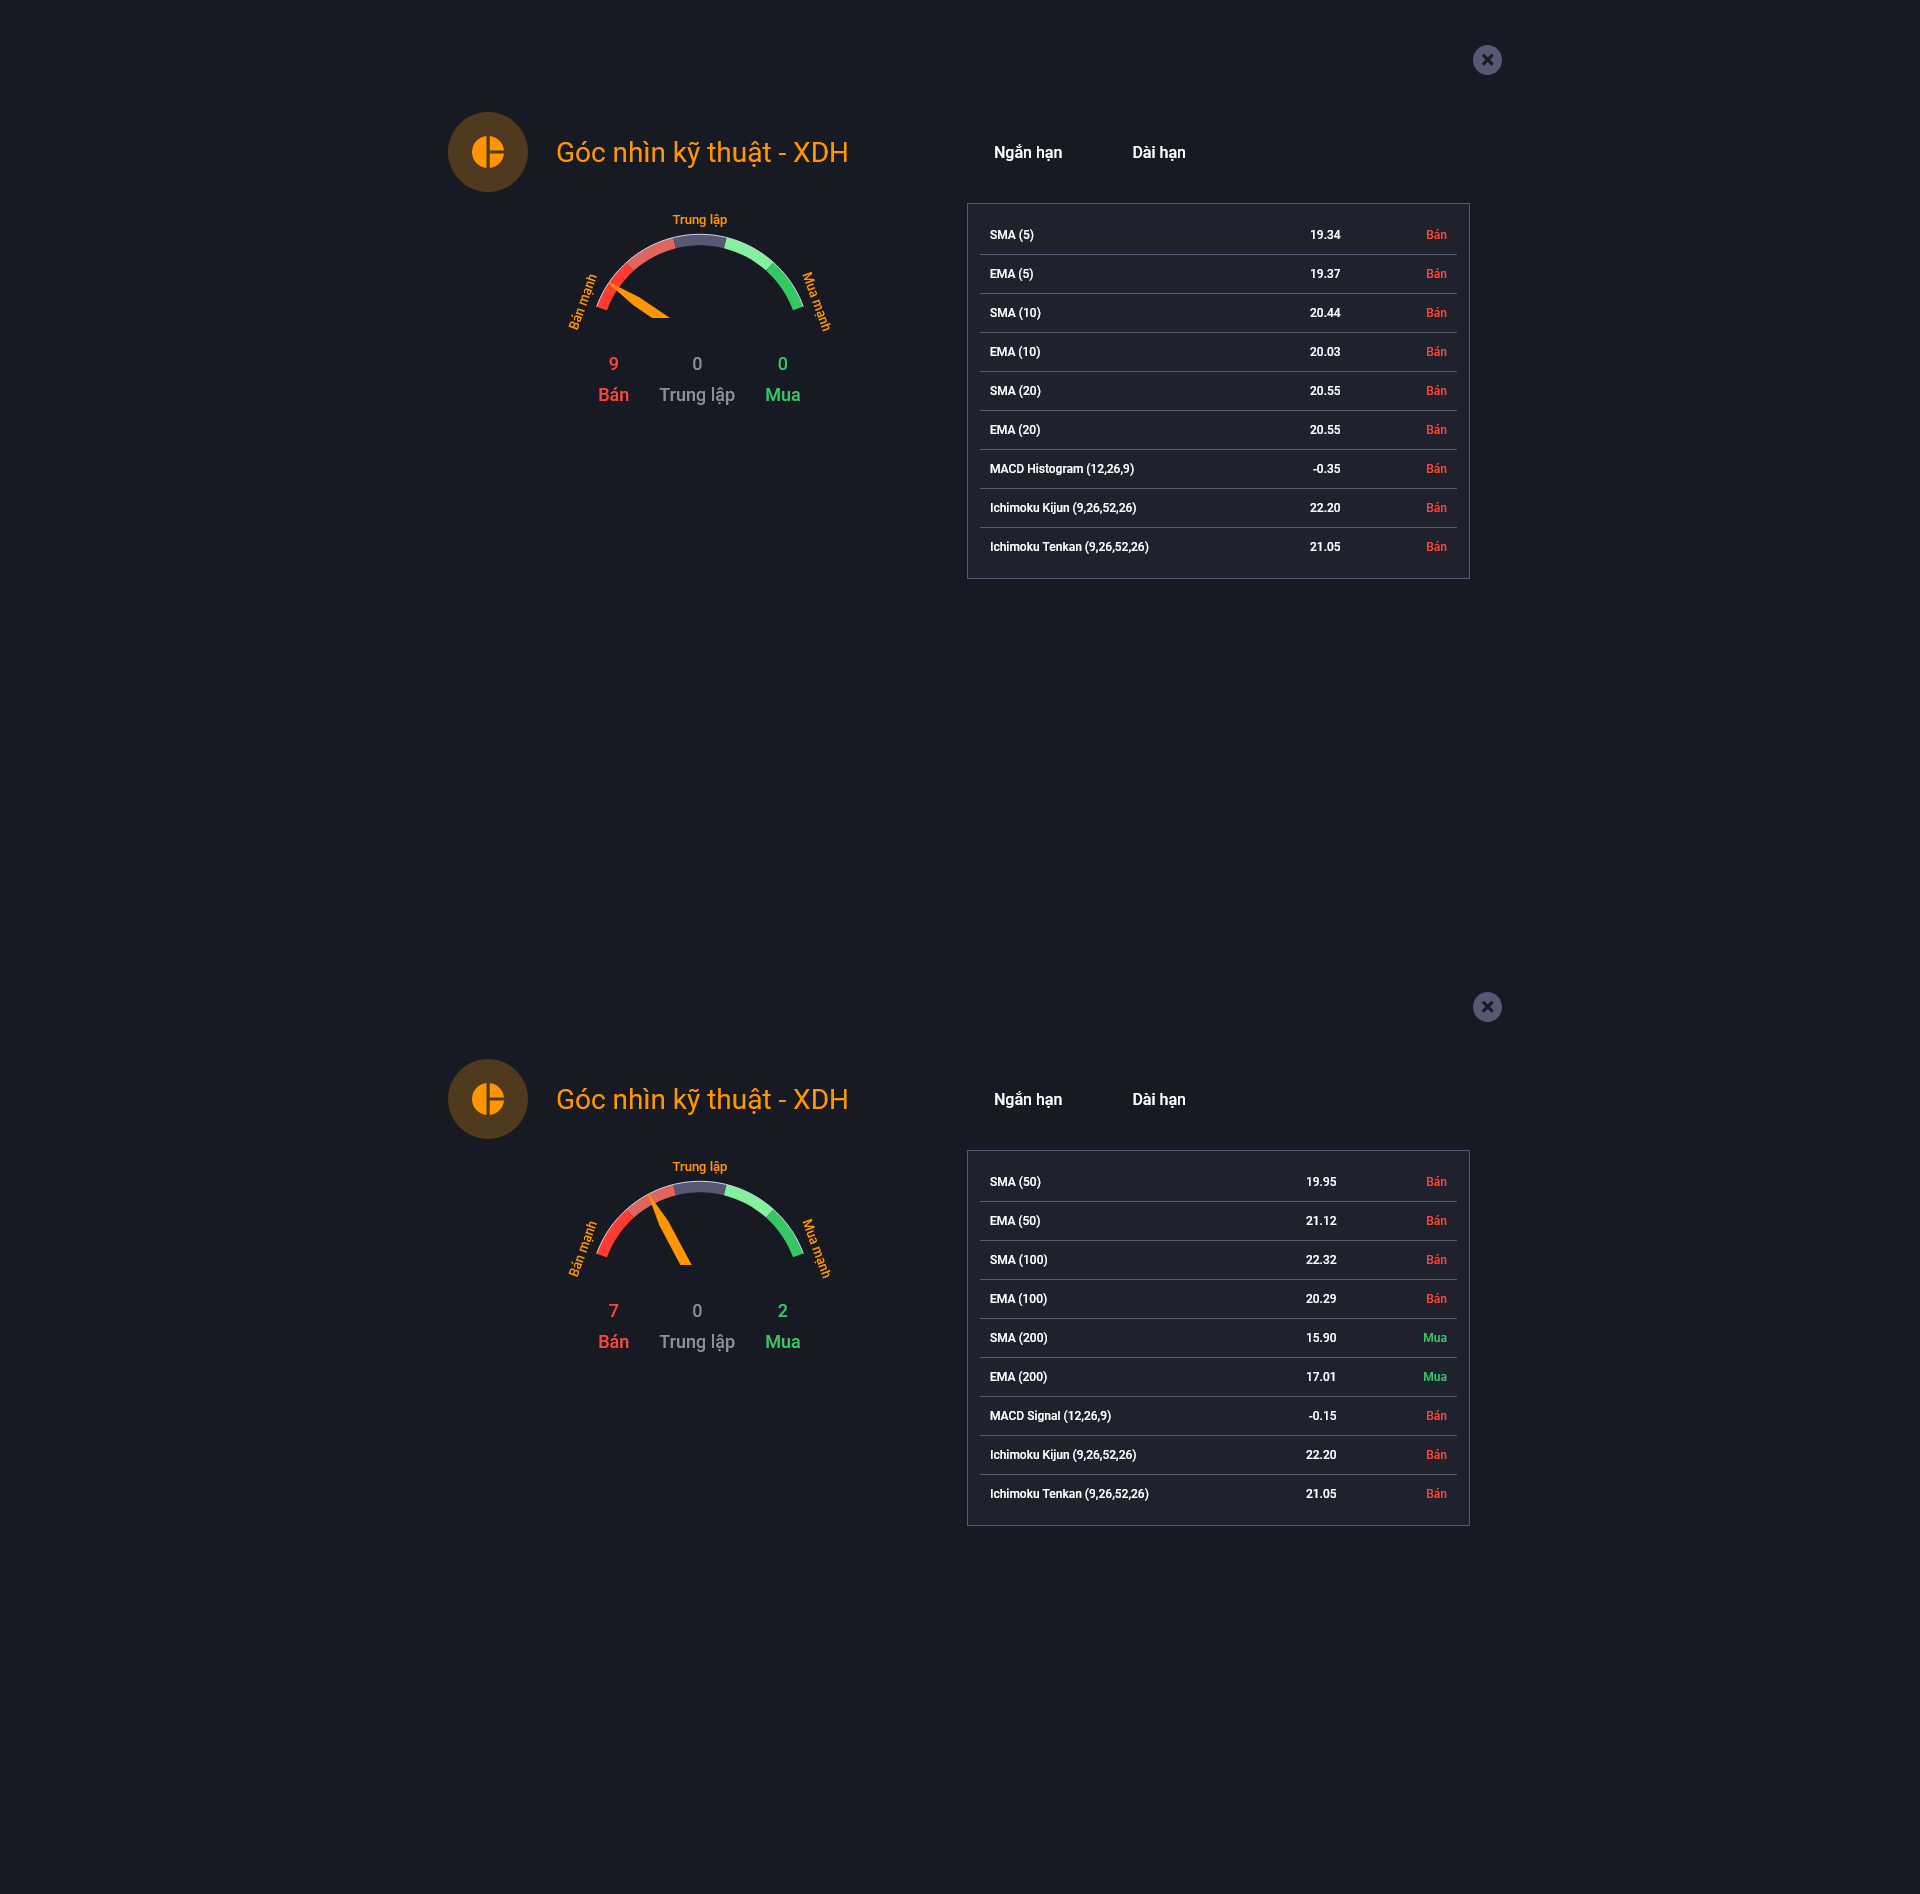 Góc nhìn kỹ thuật - XDH
Ngắn hạn Dài hạn
Trung lập
Bán mạnh
Mua mạnh
9 0 0
Bán Trung lập Mua
SMA (5) 19.34 Bán
EMA (5) 19.37 Bán
SMA (10) 20.44 Bán
EMA (10) 20.03 Bán
SMA (20) 20.55 Bán
EMA (20) 20.55 Bán
MACD Histogram (12,26,9) -0.35 Bán
Ichimoku Kijun (9,26,52,26) 22.20 Bán
Ichimoku Tenkan (9,26,52,26) 21.05 Bán
Góc nhìn kỹ thuật - XDH
Ngắn hạn Dài hạn
Trung lập
Bán mạnh
Mua mạnh
7 0 2
Bán Trung lập Mua
SMA (50) 19.95 Bán
EMA (50) 21.12 Bán
SMA (100) 22.32 Bán
EMA (100) 20.29 Bán
SMA (200) 15.90 Mua
EMA (200) 17.01 Mua
MACD Signal (12,26,9) -0.15 Bán
Ichimoku Kijun (9,26,52,26) 22.20 Bán
Ichimoku Tenkan (9,26,52,26) 21.05 Bán